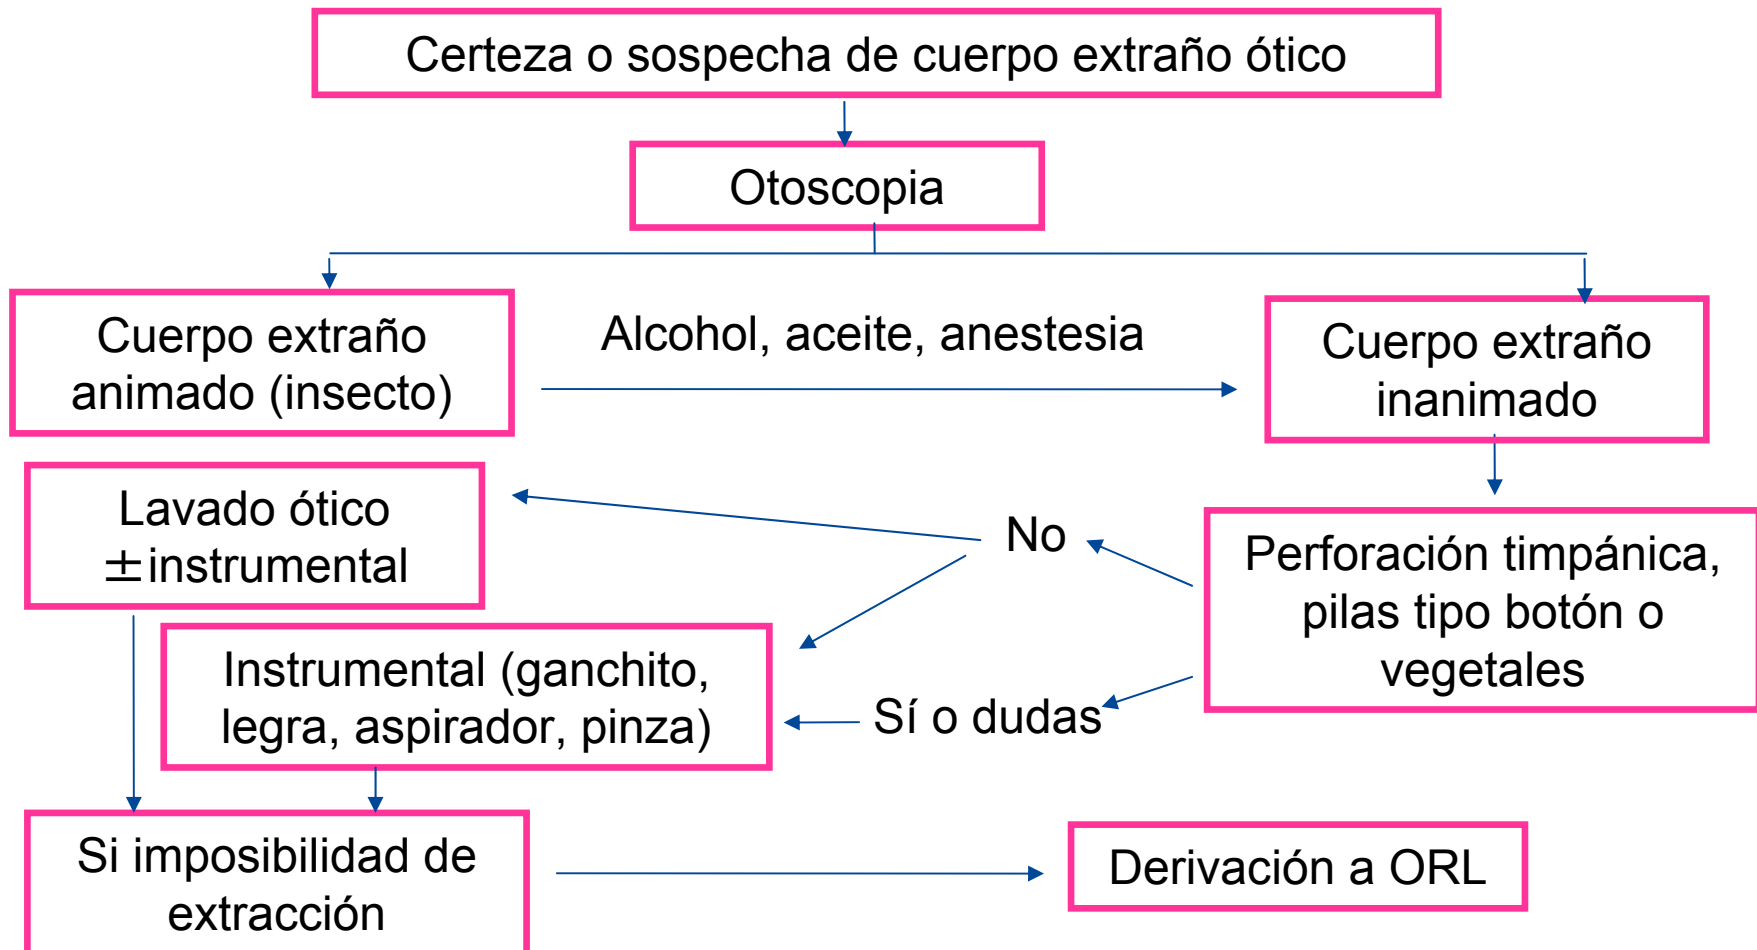 Certeza o sospecha de cuerpo extraño ótico
Otoscopia
Cuerpo extraño
animado (insecto)
Alcohol, aceite, anestesia
Cuerpo extraño
inanimado
Lavado ótico
±instrumental
No
Perforación timpánica,
pilas tipo botón o
vegetales
Instrumental (ganchito,
legra, aspirador, pinza)
Sí o dudas
Si imposibilidad de
extracción
Derivación a ORL